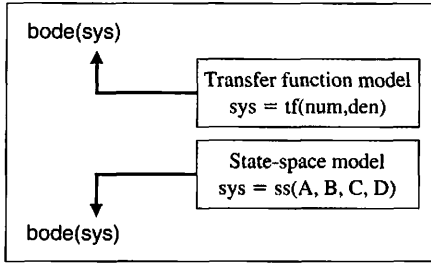 bode(sys)
Transfer function model
sys = tf(num,den)
State-space model
sys = ss(A, B, C, D)
bode(sys)